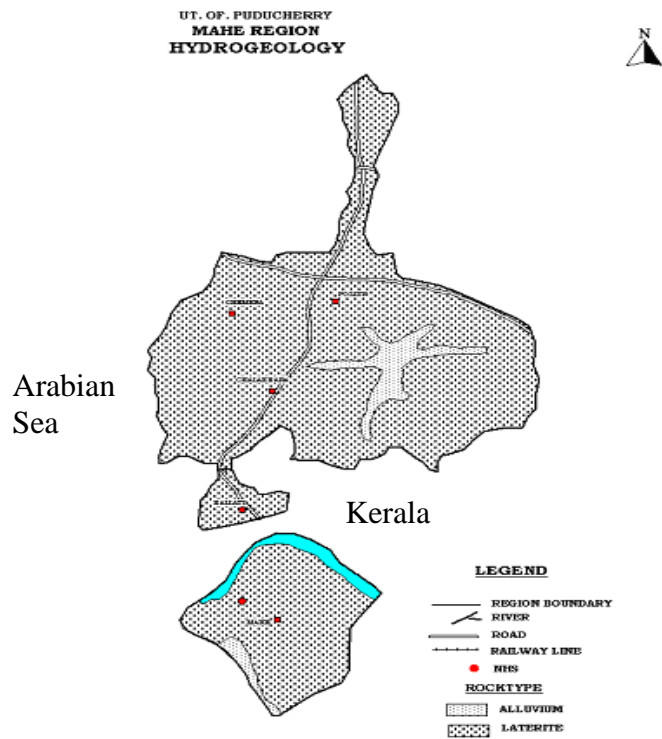 UT. OF. PUDUCHERRY
MAHE REGION
HYDROGEOLOGY
N
Arabian
Sea
Kerala
MAHE
LEGEND
REGION BOUNDARY
RIVER
ROAD
RAILWAY LINE
NHS
ROCKTYPE
ALLUVIUM
LATERITE